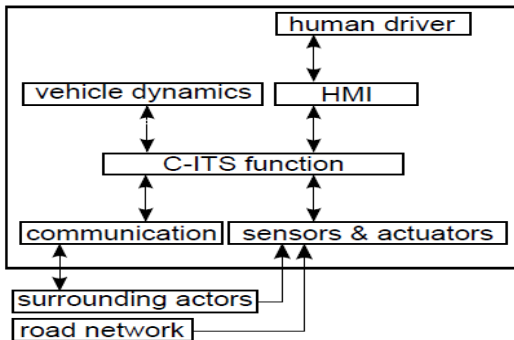 human driver
vehicle dynamics
HMI
C-ITS function
communication
sensors & actuators
surrounding actors
road network